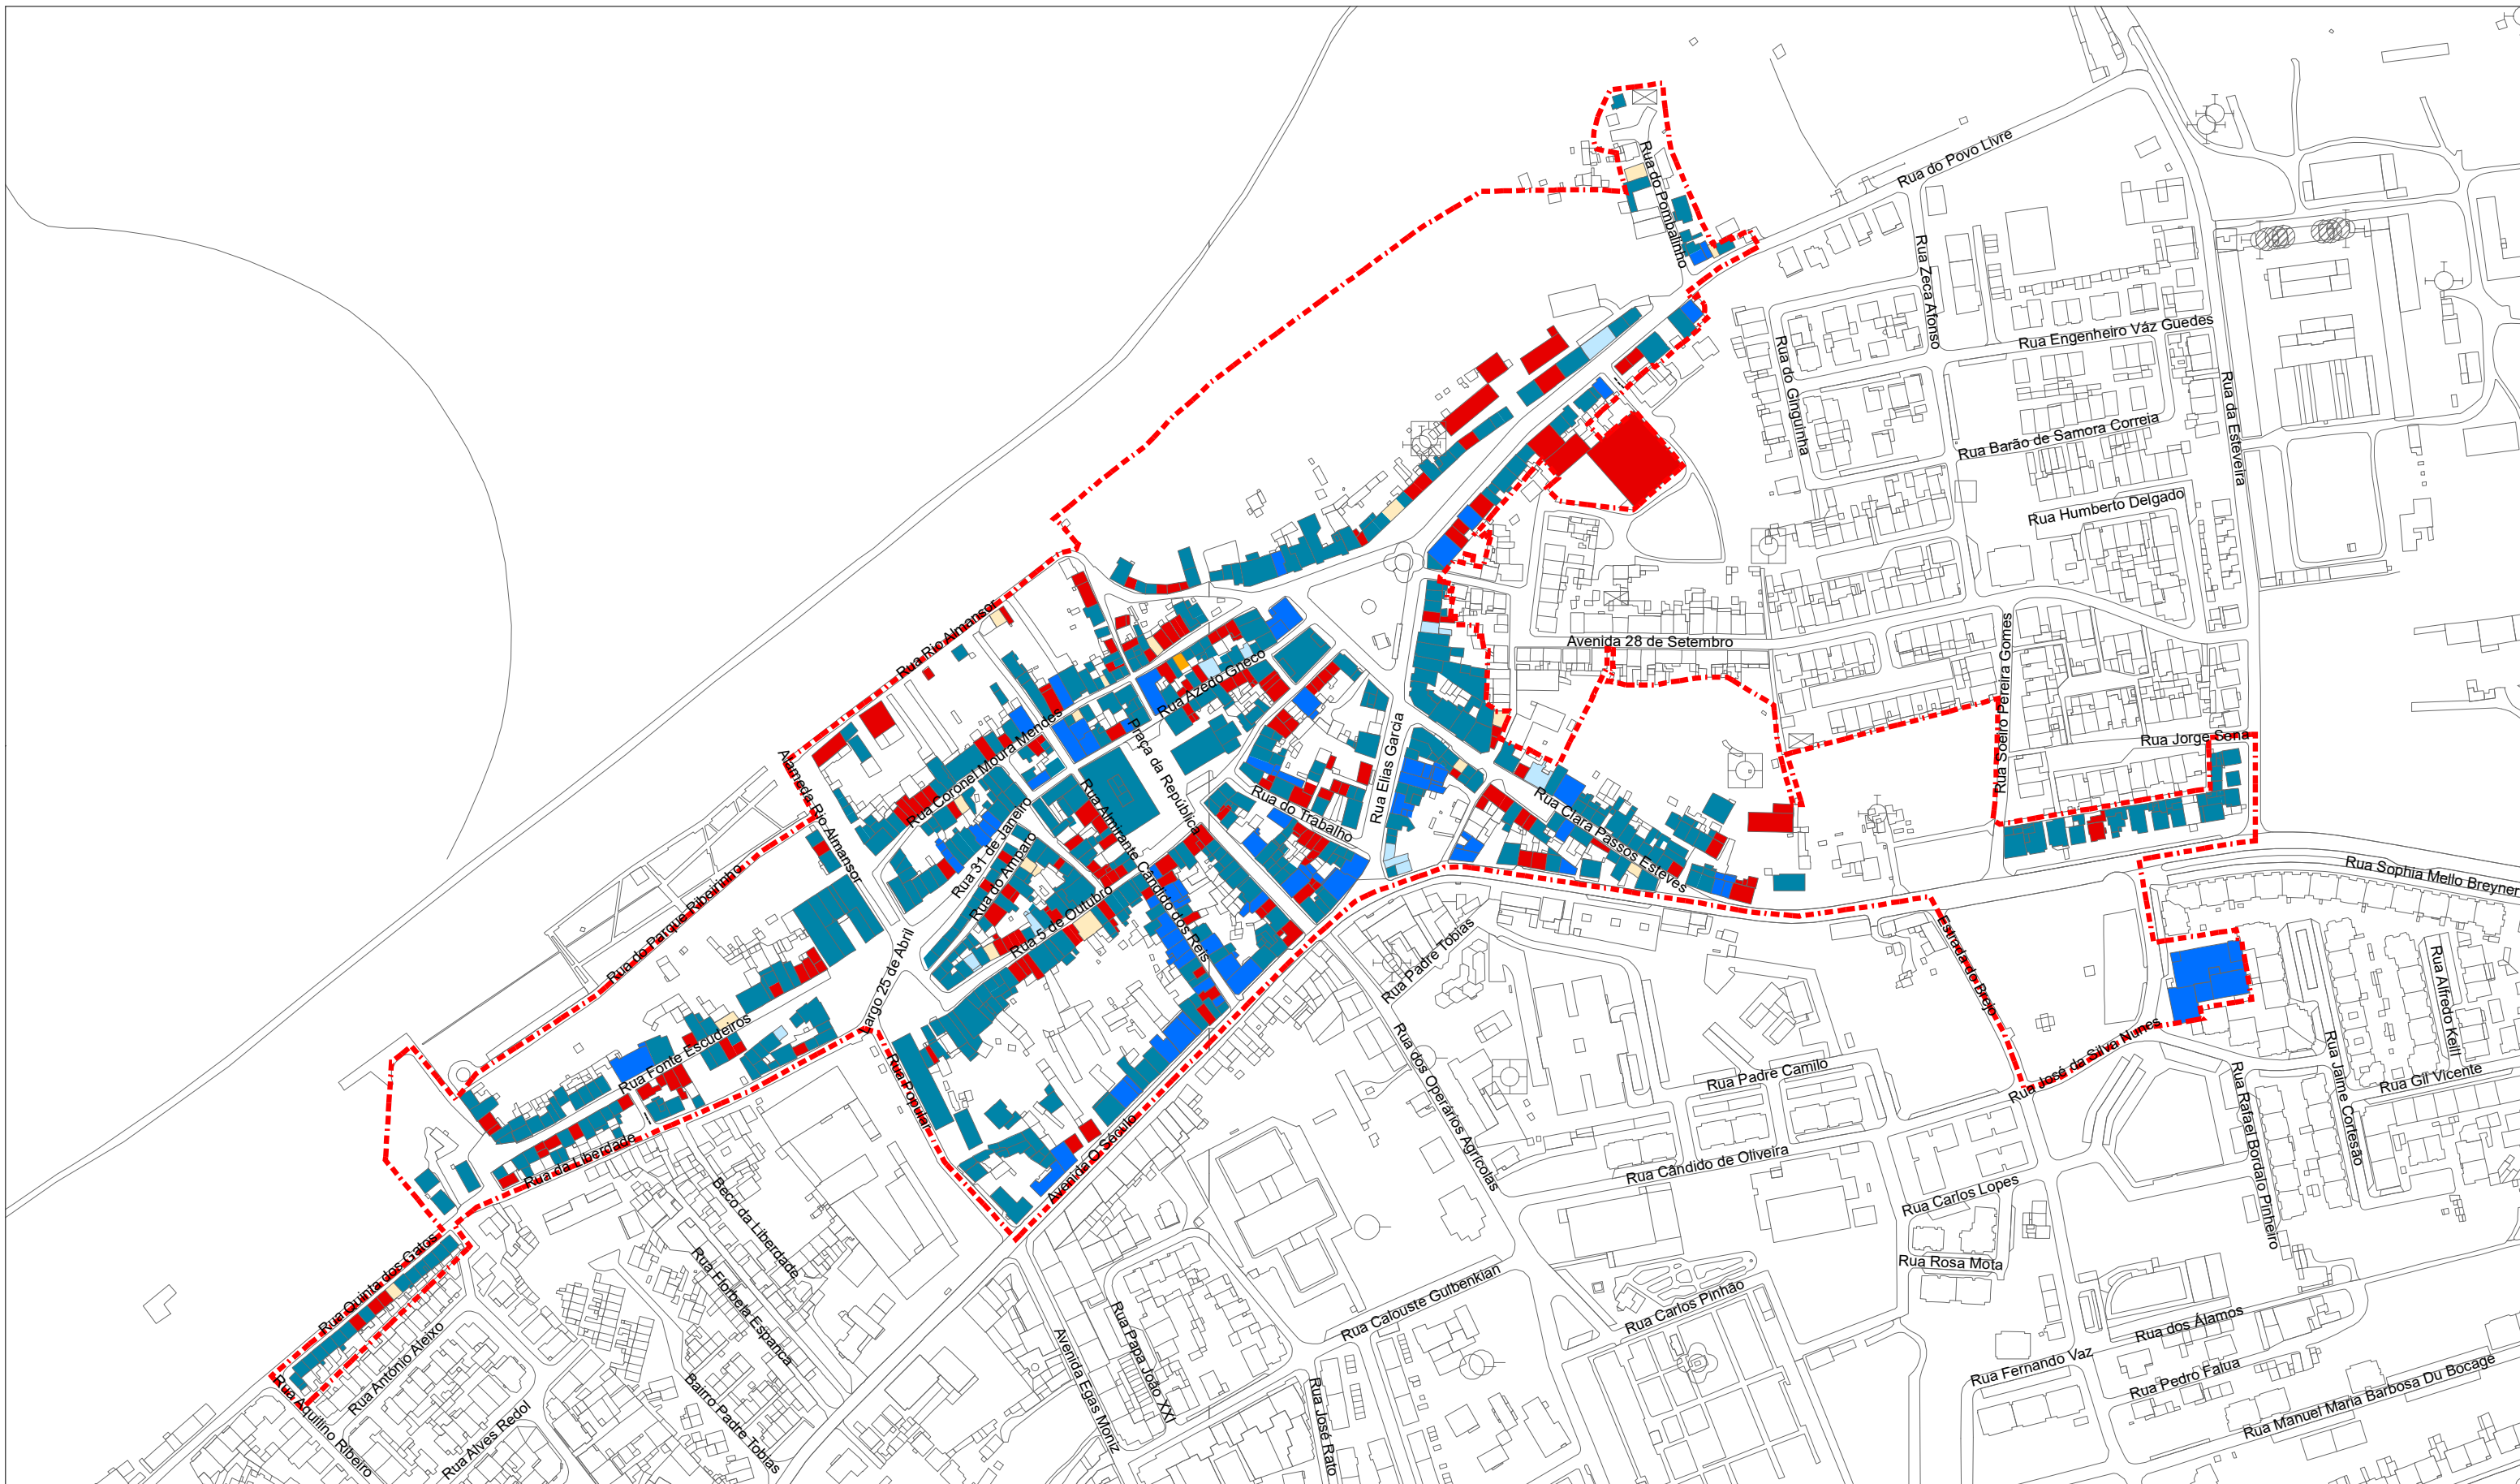 Rua do Povo Livre
Rua do Pombalinho
Rua Zeca Afonso
Rua Engenheiro Váz Guedes
Rua do Ginguinha
Rua da Esteveira
Rua Barão de Samora Correia
Rua Humberto Delgado
Rua Rio Almansor
Avenida 28 de Setembro
Rua Soeiro Pereira Gomes
Rua Azedo Gneco
Rua Coronel Moura Mendes
Praça da República
Rua Elias Garcia
Rua Jorge Sena
Alameda Rio Almansor
Rua 31 de Janeiro
Rua Almirante Cândido dos Reis
Rua do Trabalho
Rua Clara Passos Esteves
Rua do Amparo
Rua do Parque Ribeirinho
Rua 5 de Outubro
Rua Sophia Mello Breyner
Largo 25 de Abril
Rua Padre Tobias
Estrada do Brejo
Rua Alfredo Keill
Rua Fonte Escudeiros
Rua Popular
Rua dos Operários Agrícolas
Rua José da Silva Nunes
Rua Padre Camilo
Rua Jaime Cortesão
Rua Gil Vicente
Rua Rafael Bordalo Pinheiro
Rua da Liberdade
Avenida O Século
Rua Cândido de Oliveira
Rua Carlos Lopes
Beco da Liberdade
Rua Quinta dos Gatos
Rua Florbela Espanca
Rua Rosa Mota
Rua Calouste Gulbenkian
Rua Carlos Pinhão
Rua dos Álamos
Rua António Aleixo
Rua Papa João XXI
Avenida Egas Moniz
Rua Fernando Vaz
Rua Pedro Falua
Rua Manuel Maria Barbosa Du Bocage
Rua Aquilino Ribeiro
Rua Alves Redol
Bairro Padre Tobias
Rua José Rato